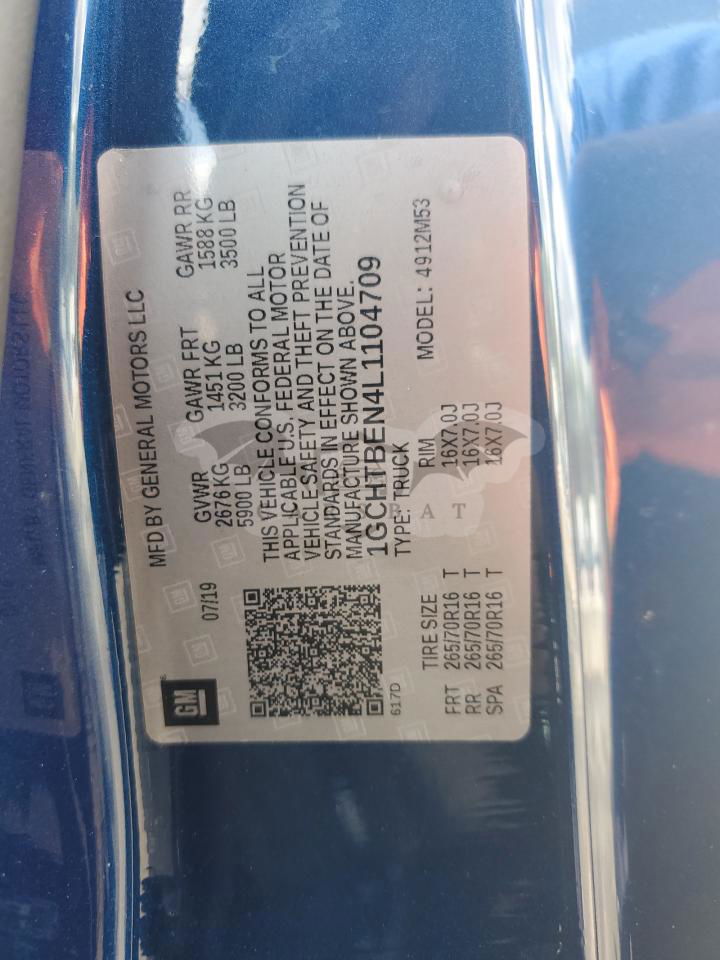 GM
MFD BY GENERAL MOTORS LLC
07/19
GVWR GAWR FRT GAWR RR
2676 KG 1451 KG 1588 KG
5900 LB 3200 LB 3500 LB
THIS VEHICLE CONFORMS TO ALL
APPLICABLE U.S. FEDERAL MOTOR
VEHICLE SAFETY AND THEFT PREVENTION
STANDARDS IN EFFECT ON THE DATE OF
MANUFACTURE SHOWN ABOVE.
1GCHTBEN4L1104709
617D
TYPE: TRUCK MODEL: 4912M53
TIRE SIZE RIM
FRT 265/70R16 T 16X7.0J
RR 265/70R16 T 16X7.0J
SPA 265/70R16 T 16X7.0J